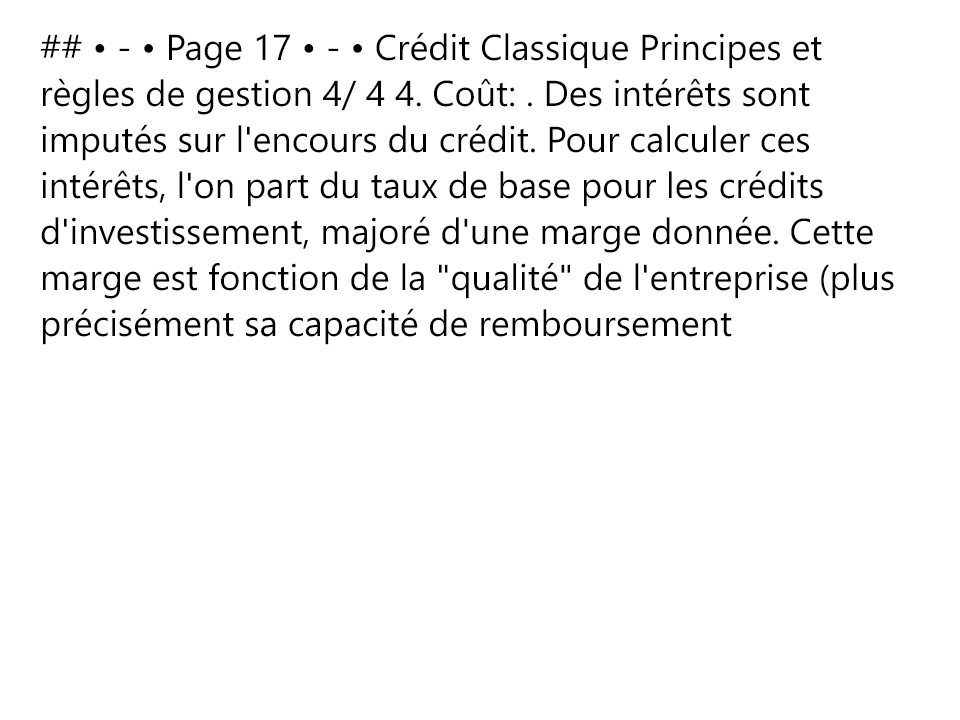 ## • - • Page 17 • - • Crédit Classique Principes et
règles de gestion 4/ 4 4. Coût: . Des intérêts sont
imputés sur l'encours du crédit. Pour calculer ces
intérêts, l'on part du taux de base pour les crédits
d'investissement, majoré d'une marge donnée. Cette
marge est fonction de la "qualité" de l'entreprise (plus
précisément sa capacité de remboursement